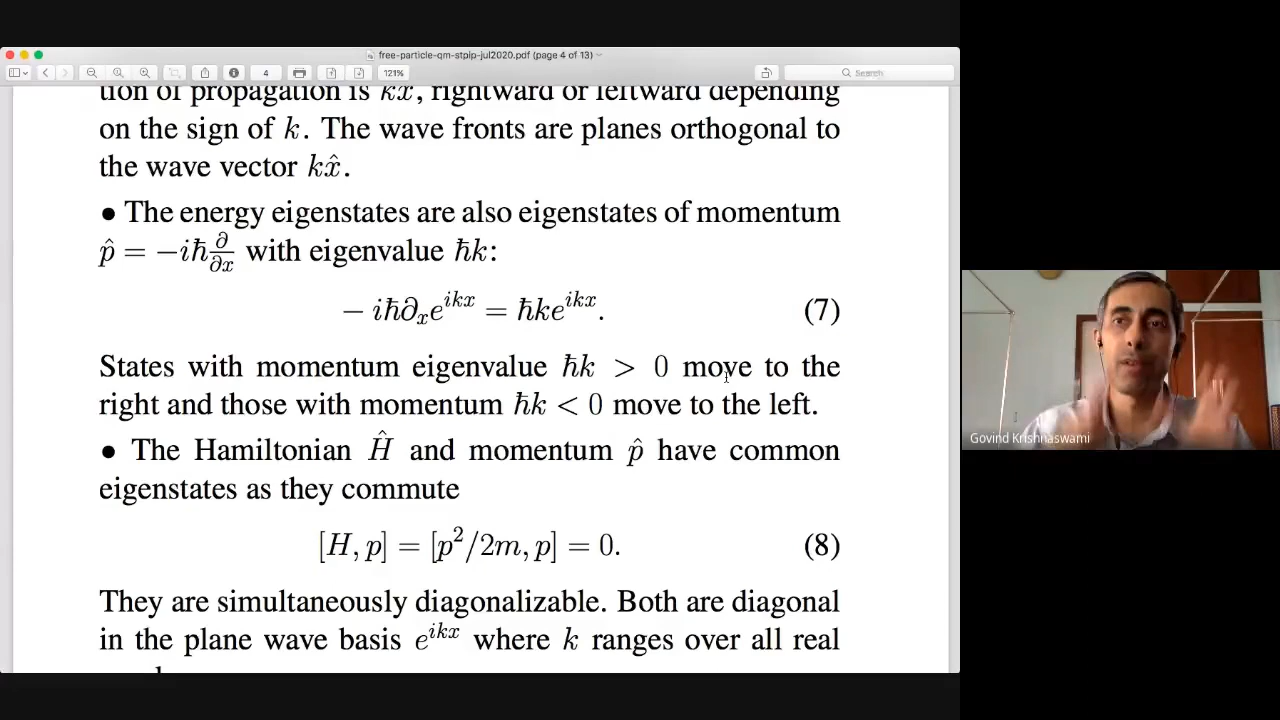 free-particle-qm-stpip-jul2020.pdf (page 4 of 13)
4
121%
Search
tion of propagation is kx̂, rightward or leftward depending
on the sign of k. The wave fronts are planes orthogonal to
the wave vector kx̂.
● The energy eigenstates are also eigenstates of momentum
p̂ = −iħ ∂/∂x with eigenvalue ħk:
− iħ∂ₓe^{ikx} = ħke^{ikx}. (7)
States with momentum eigenvalue ħk > 0 move to the
right and those with momentum ħk < 0 move to the left.
● The Hamiltonian Ĥ and momentum p̂ have common
eigenstates as they commute
[H, p] = [p²/2m, p] = 0. (8)
They are simultaneously diagonalizable. Both are diagonal
in the plane wave basis e^{ikx} where k ranges over all real
Govind Krishnaswami